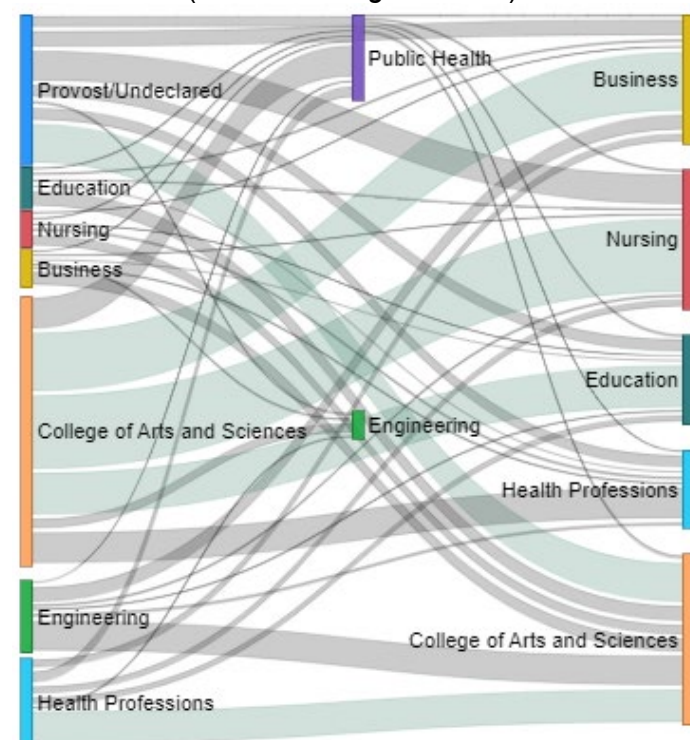 Public Health
Provost/Undeclared
Business
Education
Nursing
Nursing
Business
Education
College of Arts and Sciences
Engineering
Health Professions
Engineering
College of Arts and Sciences
Health Professions